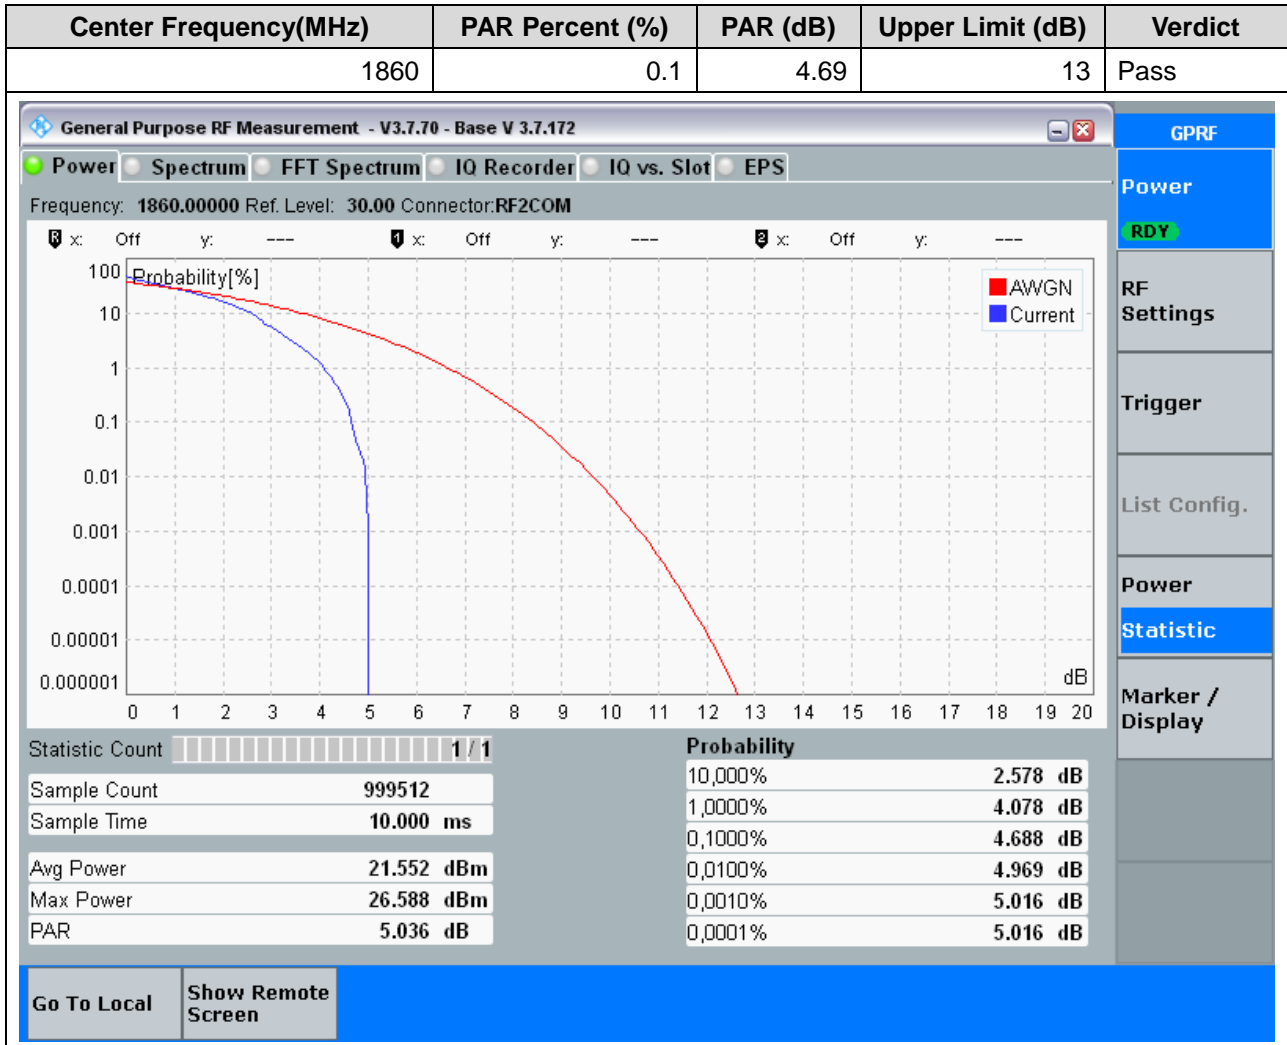 Center Frequency(MHz) PAR Percent (%) PAR (dB) Upper Limit (dB) Verdict
1860 0.1 4.69 13 Pass
General Purpose RF Measurement - V3.7.70 - Base V 3.7.172
GPRF
Power Spectrum FFT Spectrum IQ Recorder IQ vs. Slot EPS
Frequency: 1860.00000 Ref. Level: 30.00 Connector:RF2COM
R x: Off y: --- 1 x: Off y: --- 2 x: Off y: ---
Probability[%]
AWGN
Current
100
10
1
0.1
0.01
0.001
0.0001
0.00001
0.000001
dB
0 1 2 3 4 5 6 7 8 9 10 11 12 13 14 15 16 17 18 19 20
Statistic Count 1 / 1
Sample Count 999512
Sample Time 10.000 ms
Avg Power 21.552 dBm
Max Power 26.588 dBm
PAR 5.036 dB
Probability
10,000% 2.578 dB
1,0000% 4.078 dB
0,1000% 4.688 dB
0,0100% 4.969 dB
0,0010% 5.016 dB
0,0001% 5.016 dB
Power
RDY
RF
Settings
Trigger
List Config.
Power
Statistic
Marker /
Display
Go To Local
Show Remote
Screen